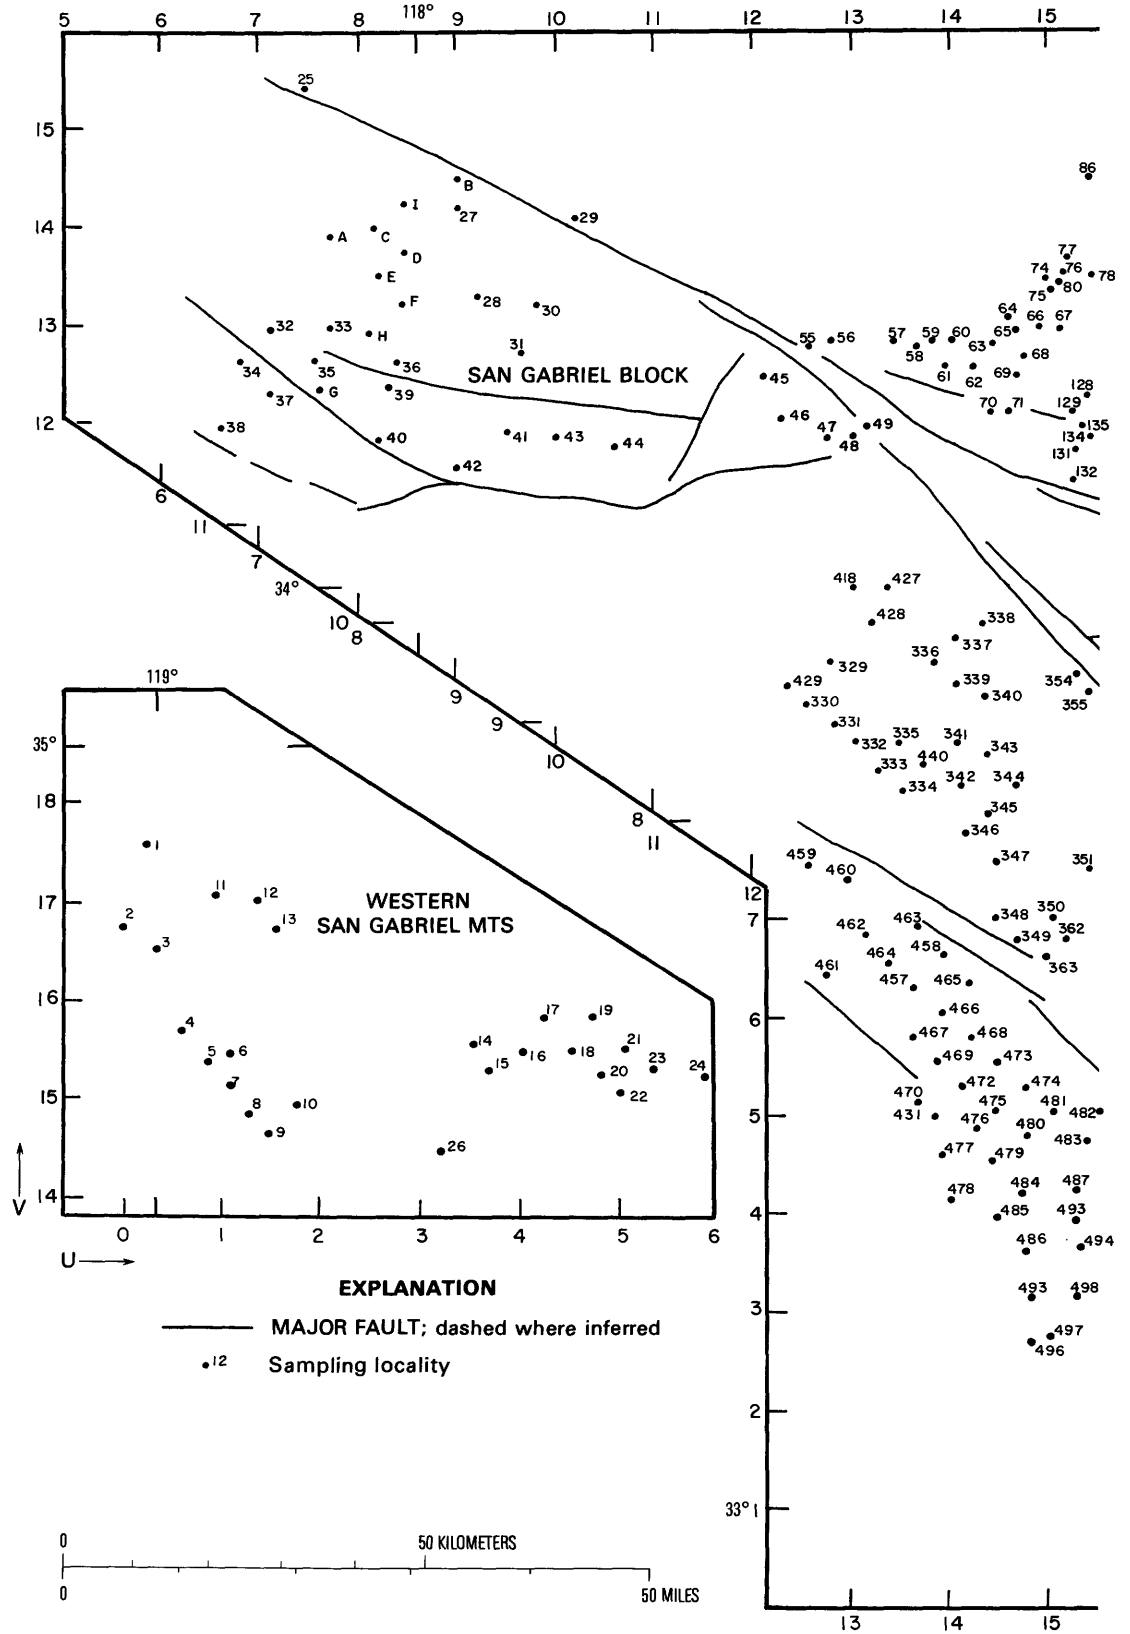 5 6 7 8 118° 9 10 11 12 13 14 15
25
15
86
B
I 27
14 29
A C
D 77
E 74 76 78
75 80
F 28 30 64
13 32 33 H 65 66 67
31 55 56 57 59 60
58 63 68
34 35 36 61 62 69
SAN GABRIEL BLOCK 45
37 G 39 128
70 71 129
12 38 46 49 135
40 41 43 44 47 48 134
131
42 132
6
11
7
34° 418 427
10 8 428 338
337
336
329
119° 429 339 354
9 330 340 355
9 331
35° 332 335 341 343
10 333 440
334 342 344
18 345
8 346
11
1 459 347 351
460
11 12 12
17 WESTERN
SAN GABRIEL MTS
2 13 7 463 348 350
3 462 349 362
458 363
464
461
457 465
16 466
17 19 6
4 467 468
14 21
5 6 16 18 469 473
15 20 23 24
7 22 472 474
15 470 475 481 482
8 10 431 476
9 5 480 483
26 477 479
14 478 484 487
V 485 493
0 1 2 3 4 5 6 4
U 486 494
EXPLANATION
493 498
3
MAJOR FAULT; dashed where inferred 497
496
12 Sampling locality
2
33° 1
0 50 KILOMETERS
0 50 MILES
13 14 15